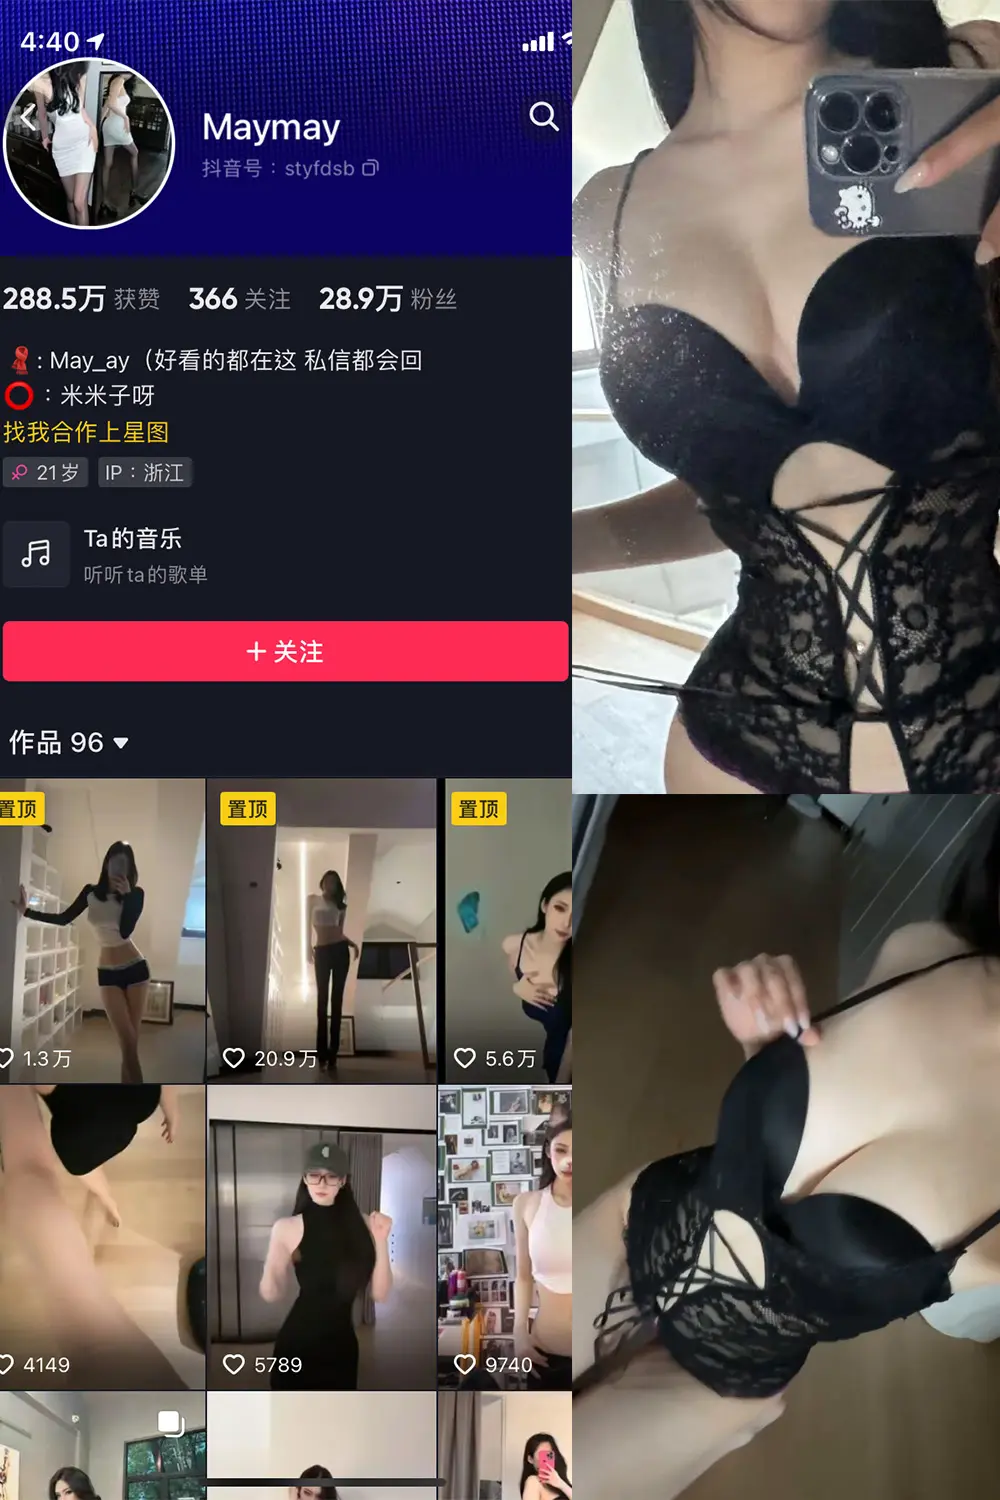 4:40
Maymay
抖音号：styfdsb
288.5万 获赞 366 关注 28.9万 粉丝
: May_ay（好看的都在这 私信都会回
：米米子呀
找我合作上星图
21岁 IP：浙江
Ta的音乐
听听ta的歌单
+ 关注
作品 96
置顶 置顶 置顶
1.3万 20.9万 5.6万
4149 5789 9740